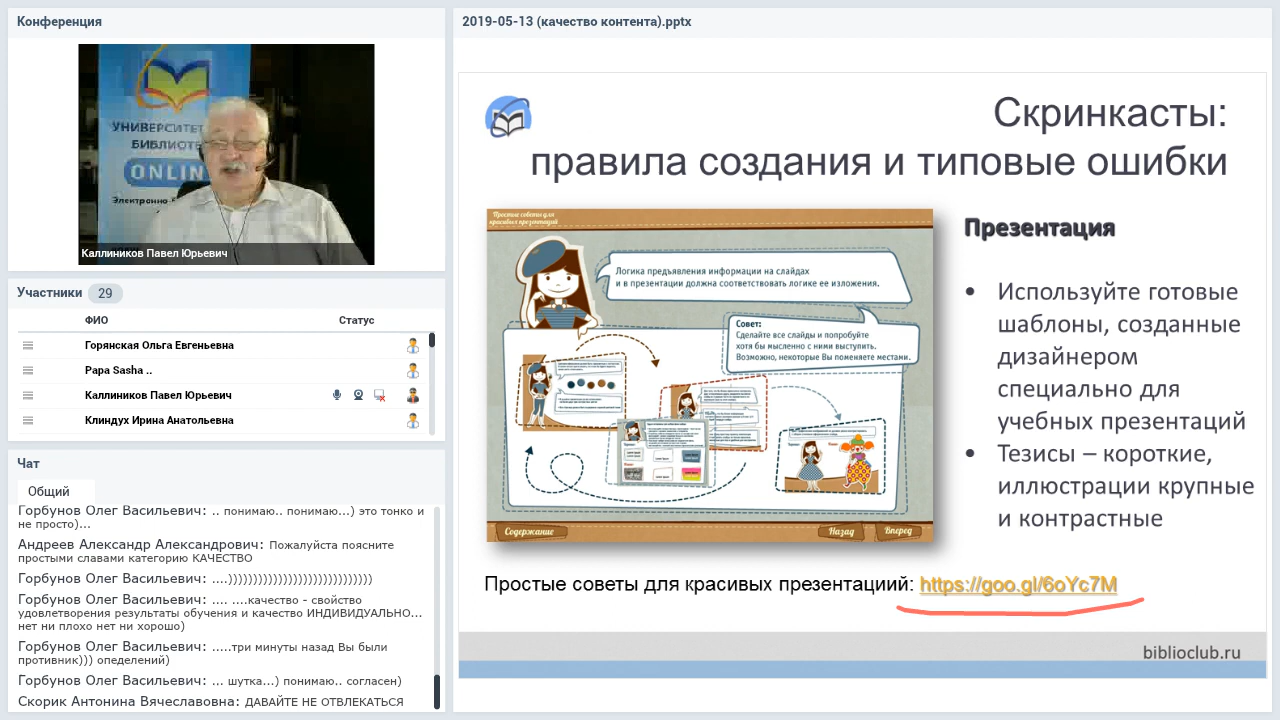 Конференция
УНИВЕРСИТЕТ
БИБЛИОТЕ
ONLIN
Каллиников Павел Юрьевич
Участники 29
ФИО Статус
Горянская Ольга Евгеньевна
Papa Sasha ..
Каллиников Павел Юрьевич
Клиндух Ирина Анатольевна
Чат
Общий
Горбунов Олег Васильевич: .. понимаю.. понимаю...) это тонко и
не просто)...
Андреев Александр Александрович: Пожалуйста поясните
простыми славами категорию КАЧЕСТВО
Горбунов Олег Васильевич: ....)))))))))))))))))))))))))))))
Горбунов Олег Васильевич: .... ....качество - свойство
удовлетворения результаты обучения и качество ИНДИВИДУАЛЬНО...
нет ни плохо нет ни хорошо)
Горбунов Олег Васильевич: .....три минуты назад Вы были
противник))) опеделений)
Горбунов Олег Васильевич: ... шутка...) понимаю.. согласен)
Скорик Антонина Вячеславовна: ДАВАЙТЕ НЕ ОТВЛЕКАТЬСЯ
2019-05-13 (качество контента).pptx
Скринкасты:
правила создания и типовые ошибки
Простые советы для
красивых презентаций
Логика предъявления информации на слайдах
и в презентации должна соответствовать логике ее изложения.
Совет:
Сделайте все слайды и попробуйте
хотя бы мысленно с ними выступить.
Возможно, некоторые Вы поменяете местами.
Содержание
Назад
Вперед
Презентация
• Используйте готовые
шаблоны, созданные
дизайнером
специально для
учебных презентаций
• Тезисы – короткие,
иллюстрации крупные
и контрастные
Простые советы для красивых презентациий: https://goo.gl/6oYc7M
biblioclub.ru